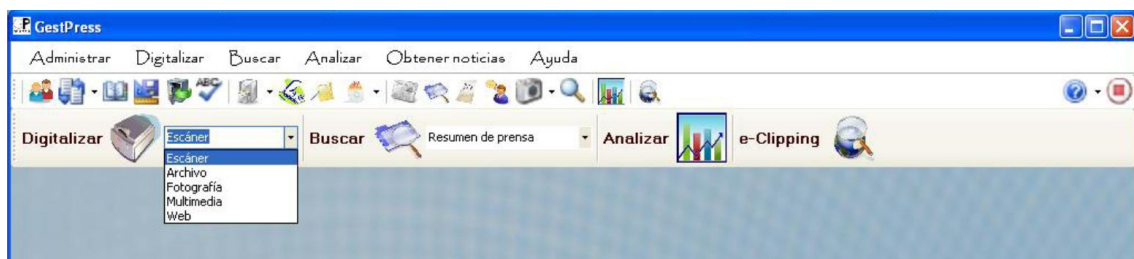 GestPress
Administrar Digitalizar Buscar Analizar Obtener noticias Ayuda
ABC
Digitalizar Escáner Buscar Resumen de prensa Analizar e-Clipping
Escáner
Archivo
Fotografía
Multimedia
Web